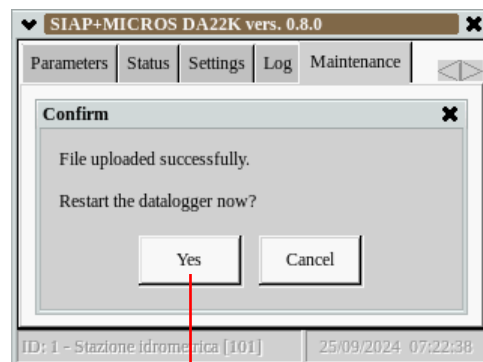 SIAP+MICROS DA22K vers. 0.8.0
Parameters Status Settings Log Maintenance
Confirm
File uploaded successfully.
Restart the datalogger now?
Yes Cancel
ID: 1 - Stazione idrometrica [101] 25/09/2024 07:22:38